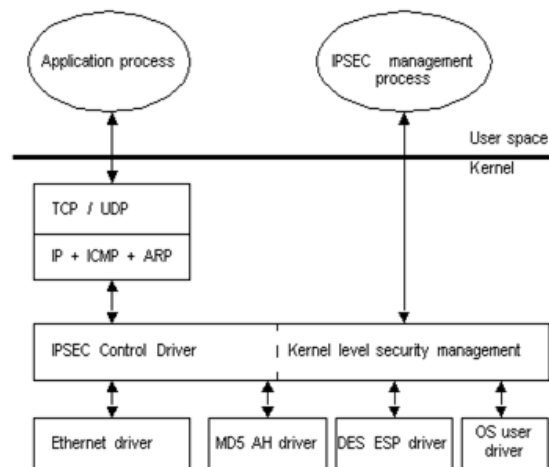 Application process
IPSEC management
process
User space
Kernel
TCP / UDP
IP + ICMP + ARP
IPSEC Control Driver
Kernel level security management
Ethernet driver
MD5 AH driver
DES ESP driver
OS user
driver